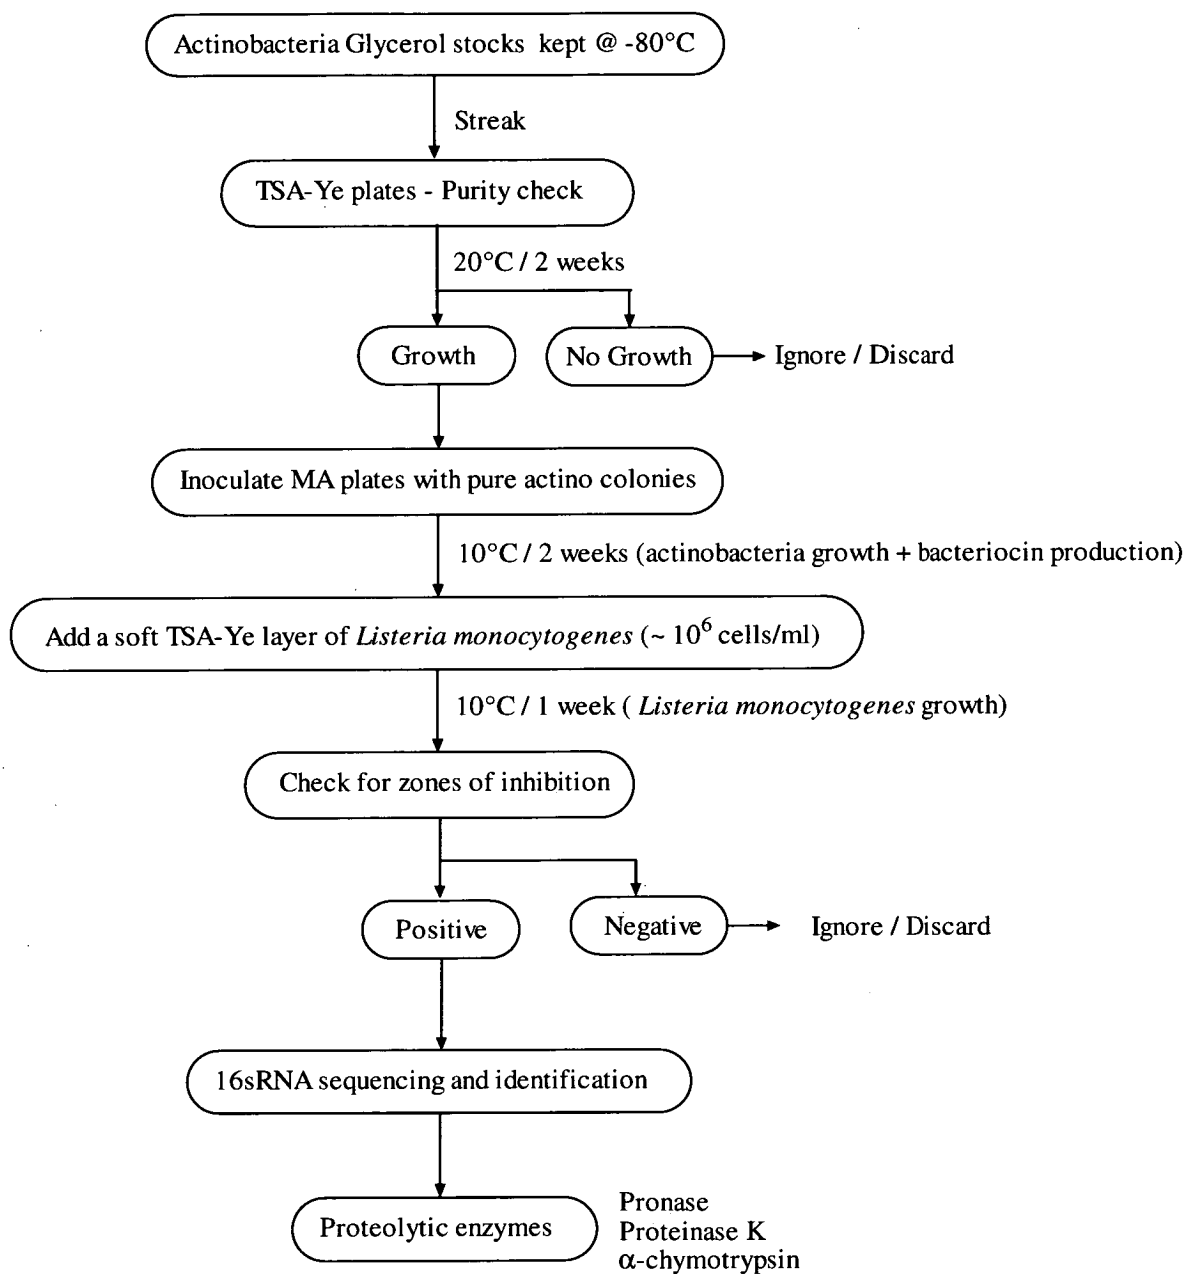 Actinobacteria Glycerol stocks kept @ -80°C
Streak
TSA-Ye plates - Purity check
20°C / 2 weeks
Growth
No Growth
Ignore / Discard
Inoculate MA plates with pure actino colonies
10°C / 2 weeks (actinobacteria growth + bacteriocin production)
Add a soft TSA-Ye layer of Listeria monocytogenes (~ 10⁶ cells/ml)
10°C / 1 week ( Listeria monocytogenes growth)
Check for zones of inhibition
Positive
Negative
Ignore / Discard
16sRNA sequencing and identification
Proteolytic enzymes
Pronase
Proteinase K
α-chymotrypsin